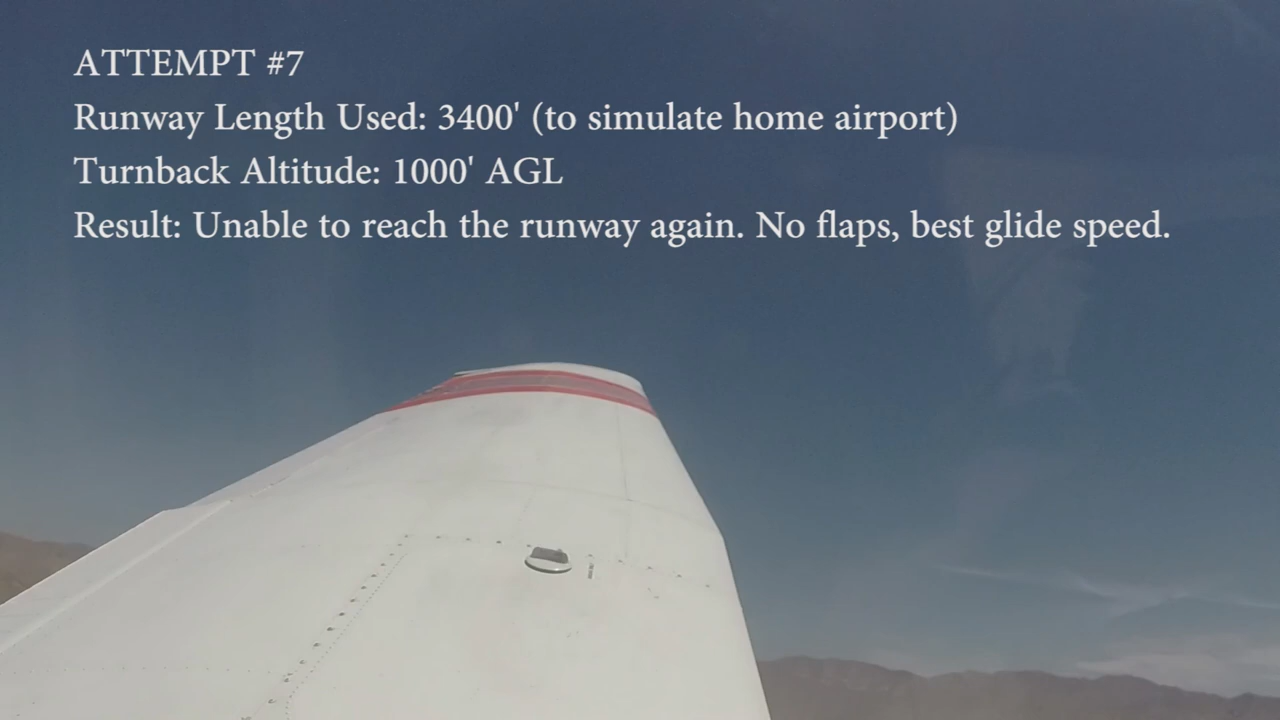 ATTEMPT #7
Runway Length Used: 3400' (to simulate home airport)
Turnback Altitude: 1000' AGL
Result: Unable to reach the runway again. No flaps, best glide speed.